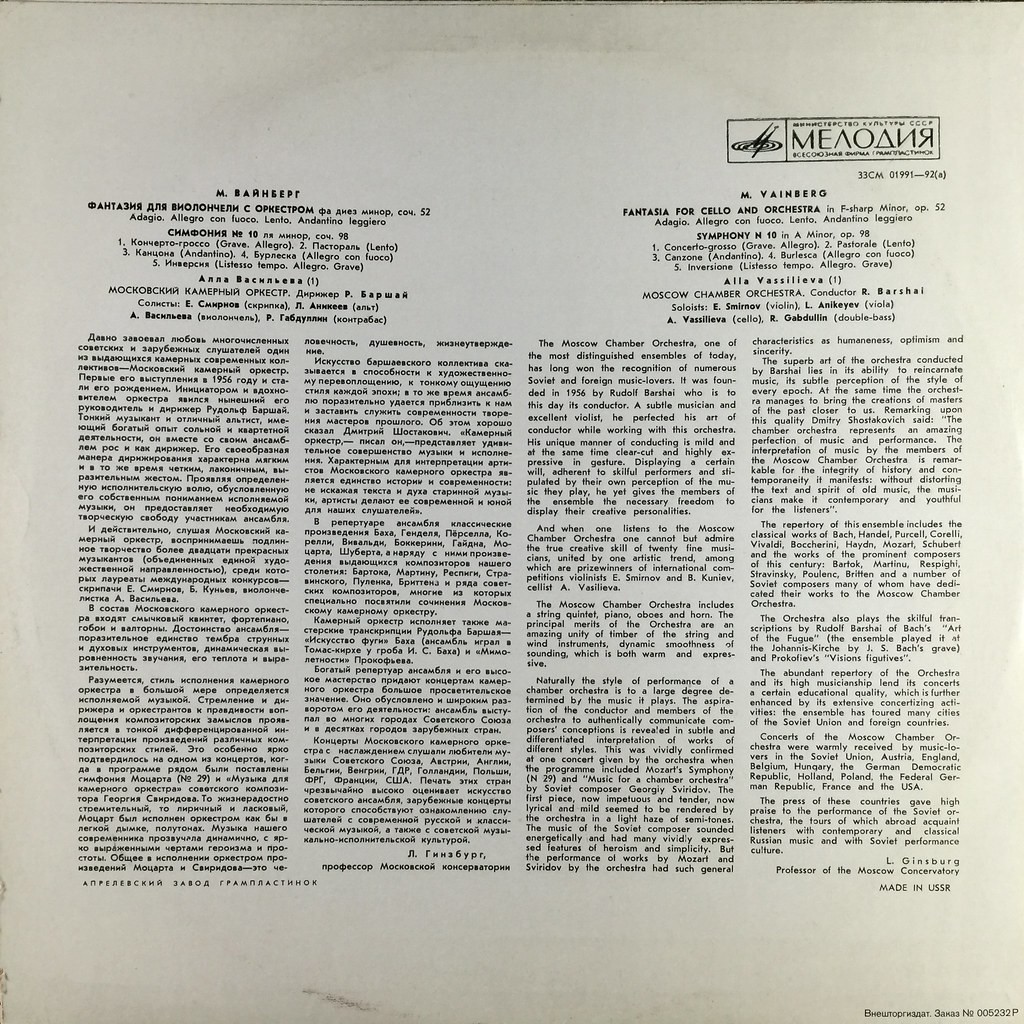 МИНИСТЕРСТВО КУЛЬТУРЫ СССР
МЕЛОДИЯ
ВСЕСОЮЗНАЯ ФИРМА ГРАМПЛАСТИНОК
33СМ 01991—92(а)
М. ВАЙНБЕРГ
ФАНТАЗИЯ ДЛЯ ВИОЛОНЧЕЛИ С ОРКЕСТРОМ фа диез минор, соч. 52
Adagio. Allegro con fuoco. Lento. Andantino leggiero
СИМФОНИЯ № 10 ля минор, соч. 98
1. Кончерто-гроссо (Grave. Allegro). 2. Пастораль (Lento)
3. Канцона (Andantino). 4. Бурлеска (Allegro con fuoco)
5. Инверсия (Listesso tempo. Allegro. Grave)
Алла Васильева (1)
МОСКОВСКИЙ КАМЕРНЫЙ ОРКЕСТР. Дирижер Р. Баршай
Солисты: Е. Смирнов (скрипка), Л. Аникеев (альт)
А. Васильева (виолончель), Р. Габдуллин (контрабас)
M. VAINBERG
FANTASIA FOR CELLO AND ORCHESTRA in F-sharp Minor, op. 52
Adagio. Allegro con fuoco. Lento. Andantino leggiero
SYMPHONY N 10 in A Minor, op. 98
1. Concerto-grosso (Grave. Allegro). 2. Pastorale (Lento)
3. Canzone (Andantino). 4. Burlesca (Allegro con fuoco)
5. Inversione (Listesso tempo. Allegro. Grave)
Alla Vassilieva (1)
MOSCOW CHAMBER ORCHESTRA. Conductor R. Barshai
Soloists: E. Smirnov (violin), L. Anikeyev (viola)
A. Vassilieva (cello), R. Gabdullin (double-bass)
Давно завоевал любовь многочисленных
советских и зарубежных слушателей один
из выдающихся камерных современных кол-
лективов—Московский камерный оркестр.
Первые его выступления в 1956 году и ста-
ли его рождением. Инициатором и вдохно-
вителем оркестра явился нынешний его
руководитель и дирижер Рудольф Баршай.
Тонкий музыкант и отличный альтист, име-
ющий богатый опыт сольной и квартетной
деятельности, он вместе со своим ансамб-
лем рос и как дирижер. Его своеобразная
манера дирижирования характерна мягким
и в то же время четким, лаконичным, вы-
разительным жестом. Проявляя определен-
ную исполнительскую волю, обусловленную
его собственным пониманием исполняемой
музыки, он предоставляет необходимую
творческую свободу участникам ансамбля.
И действительно, слушая Московский ка-
мерный оркестр, воспринимаешь подлин-
ное творчество более двадцати прекрасных
музыкантов (объединенных единой худо-
жественной направленностью), среди кото-
рых лауреаты международных конкурсов—
скрипачи Е. Смирнов, Б. Куньев, виолонче-
листка А. Васильева.
В состав Московского камерного оркест-
ра входят смычковый квинтет, фортепиано,
гобои и валторны. Достоинство ансамбля—
поразительное единство тембра струнных
и духовых инструментов, динамическая вы-
ровненность звучания, его теплота и выра-
зительность.
Разумеется, стиль исполнения камерного
оркестра в большой мере определяется
исполняемой музыкой. Стремление и ди-
рижера и оркестрантов к правдивости воп-
лощения композиторских замыслов прояв-
ляется в тонкой дифференцированной ин-
терпретации произведений различных ком-
позиторских стилей. Это особенно ярко
подтвердилось на одном из концертов, ког-
да в программе рядом были поставлены
симфония Моцарта (№ 29) и «Музыка для
камерного оркестра» советского компози-
тора Георгия Свиридова. То жизнерадостно
стремительный, то лиричный и ласковый,
Моцарт был исполнен оркестром как бы в
легкой дымке, полутонах. Музыка нашего
современника прозвучала динамично, с яр-
ко выраженными чертами героизма и про-
стоты. Общее в исполнении оркестром про-
изведений Моцарта и Свиридова—это че-
ловечность, душевность, жизнеутвержде-
ние.
Искусство баршаевского коллектива ска-
зывается в способности к художественно-
му перевоплощению, к тонкому ощущению
стиля каждой эпохи; в то же время ансамб-
лю поразительно удается приблизить к нам
и заставить служить современности творе-
ния мастеров прошлого. Об этом хорошо
сказал Дмитрий Шостакович. «Камерный
оркестр,— писал он,—представляет удиви-
тельное совершенство музыки и исполне-
ния. Характерным для интерпретации арти-
стов Московского камерного оркестра яв-
ляется единство истории и современности:
не искажая текста и духа старинной музы-
ки, артисты делают ее современной и юной
для наших слушателей».
В репертуаре ансамбля классические
произведения Баха, Генделя, Пёрселла, Ко-
релли, Вивальди, Боккерини, Гайдна, Мо-
царта, Шуберта, а наряду с ними произве-
дения выдающихся композиторов нашего
столетия: Бартока, Мартину, Респиги, Стра-
винского, Пуленка, Бриттена и ряда совет-
ских композиторов, многие из которых
специально посвятили сочинения Москов-
скому камерному оркестру.
Камерный оркестр исполняет также ма-
стерские транскрипции Рудольфа Баршая—
«Искусство фуги» Баха (ансамбль играл в
Томас-кирхе у гроба И. С. Баха) и «Мимо-
летности» Прокофьева.
Богатый репертуар ансамбля и его высо-
кое мастерство придают концертам камер-
ного оркестра большое просветительское
значение. Оно обусловлено и широким раз-
воротом его деятельности: ансамбль высту-
пал во многих городах Советского Союза
и в десятках городов зарубежных стран.
Концерты Московского камерного орке-
стра с наслаждением слушали любители му-
зыки Советского Союза, Австрии, Англии,
Бельгии, Венгрии, ГДР, Голландии, Польши,
ФРГ, Франции, США. Печать этих стран
чрезвычайно высоко оценивает искусство
советского ансамбля, зарубежные концерты
которого способствуют ознакомлению слу-
шателей с современной русской и класси-
ческой музыкой, а также с советской музы-
кально-исполнительской культурой.
Л. Гинзбург,
профессор Московской консерватории
The Moscow Chamber Orchestra, one of
the most distinguished ensembles of today,
has long won the recognition of numerous
Soviet and foreign music-lovers. It was foun-
ded in 1956 by Rudolf Barshai who is to
this day its conductor. A subtle musician and
excellent violist, he perfected his art of
conductor while working with this orchestra.
His unique manner of conducting is mild and
at the same time clear-cut and highly ex-
pressive in gesture. Displaying a certain
will, adherent to skilful performers and sti-
pulated by their own perception of the mu-
sic they play, he yet gives the members of
the ensemble the necessary freedom to
display their creative personalities.
And when one listens to the Moscow
Chamber Orchestra one cannot but admire
the true creative skill of twenty fine musi-
cians, united by one artistic trend, among
which are prizewinners of international com-
petitions violinists E. Smirnov and B. Kuniev,
cellist A. Vasilieva.
The Moscow Chamber Orchestra includes
a string quintet, piano, oboes and horn. The
principal merits of the Orchestra are an
amazing unity of timber of the string and
wind instruments, dynamic smoothness of
sounding, which is both warm and expres-
sive.
Naturally the style of performance of a
chamber orchestra is to a large degree de-
termined by the music it plays. The aspira-
tion of the conductor and members of the
orchestra to authentically communicate com-
posers' conceptions is revealed in subtle and
differentiated interpretation of works of
different styles. This was vividly confirmed
at one concert given by the orchestra when
the programme included Mozart's Symphony
(N 29) and "Music for a chamber orchestra"
by Soviet composer Georgiy Sviridov. The
first piece, now impetuous and tender, now
lyrical and mild seemed to be rendered by
the orchestra in a light haze of semi-tones.
The music of the Soviet composer sounded
energetically and had many vividly expres-
sed features of heroism and simplicity. But
the performance of works by Mozart and
Sviridov by the orchestra had such general
characteristics as humaneness, optimism and
sincerity.
The superb art of the orchestra conducted
by Barshai lies in its ability to reincarnate
music, its subtle perception of the style of
every epoch. At the same time the orchest-
ra manages to bring the creations of masters
of the past closer to us. Remarking upon
this quality Dmitry Shostakovich said: "The
chamber orchestra represents an amazing
perfection of music and performance. The
interpretation of music by the members of
the Moscow Chamber Orchestra is remar-
kable for the integrity of history and con-
temporaneity it manifests: without distorting
the text and spirit of old music, the musi-
cians make it contemporary and youthful
for the listeners".
The repertory of this ensemble includes the
classical works of Bach, Handel, Purcell, Corelli,
Vivaldi, Boccherini, Haydn, Mozart, Schubert
and the works of the prominent composers
of this century: Bartok, Martinu, Respighi,
Stravinsky, Poulenc, Britten and a number of
Soviet composers many of whom have dedi-
cated their works to the Moscow Chamber
Orchestra.
The Orchestra also plays the skilful tran-
scriptions by Rudolf Barshai of Bach's "Art
of the Fugue" (the ensemble played it at
the Johannis-Kirche by J. S. Bach's grave)
and Prokofiev's "Visions figutives".
The abundant repertory of the Orchestra
and its high musicianship lend its concerts
a certain educational quality, which is further
enhanced by its extensive concertizing acti-
vities: the ensemble has toured many cities
of the Soviet Union and foreign countries.
Concerts of the Moscow Chamber Or-
chestra were warmly received by music-lo-
vers in the Soviet Union, Austria, England,
Belgium, Hungary, the German Democratic
Republic, Holland, Poland, the Federal Ger-
man Republic, France and the USA.
The press of these countries gave high
praise to the performance of the Soviet or-
chestra, the tours of which abroad acquaint
listeners with contemporary and classical
Russian music and with Soviet performance
culture.
L. Ginsburg
Professor of the Moscow Concervatory
АПРЕЛЕВСКИЙ ЗАВОД ГРАМПЛАСТИНОК
MADE IN USSR
Внешторгиздат. Заказ № 005232Р